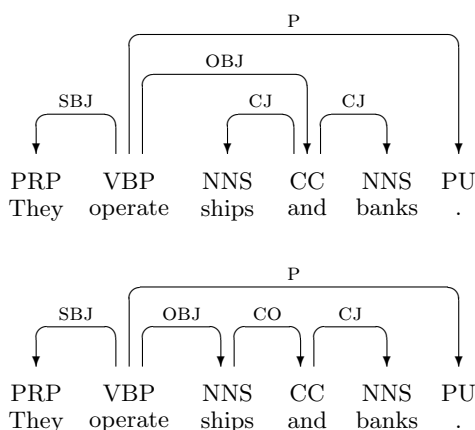 P
OBJ
SBJ CJ CJ
PRP VBP NNS CC NNS PU
They operate ships and banks .
P
SBJ OBJ CO CJ
PRP VBP NNS CC NNS PU
They operate ships and banks .